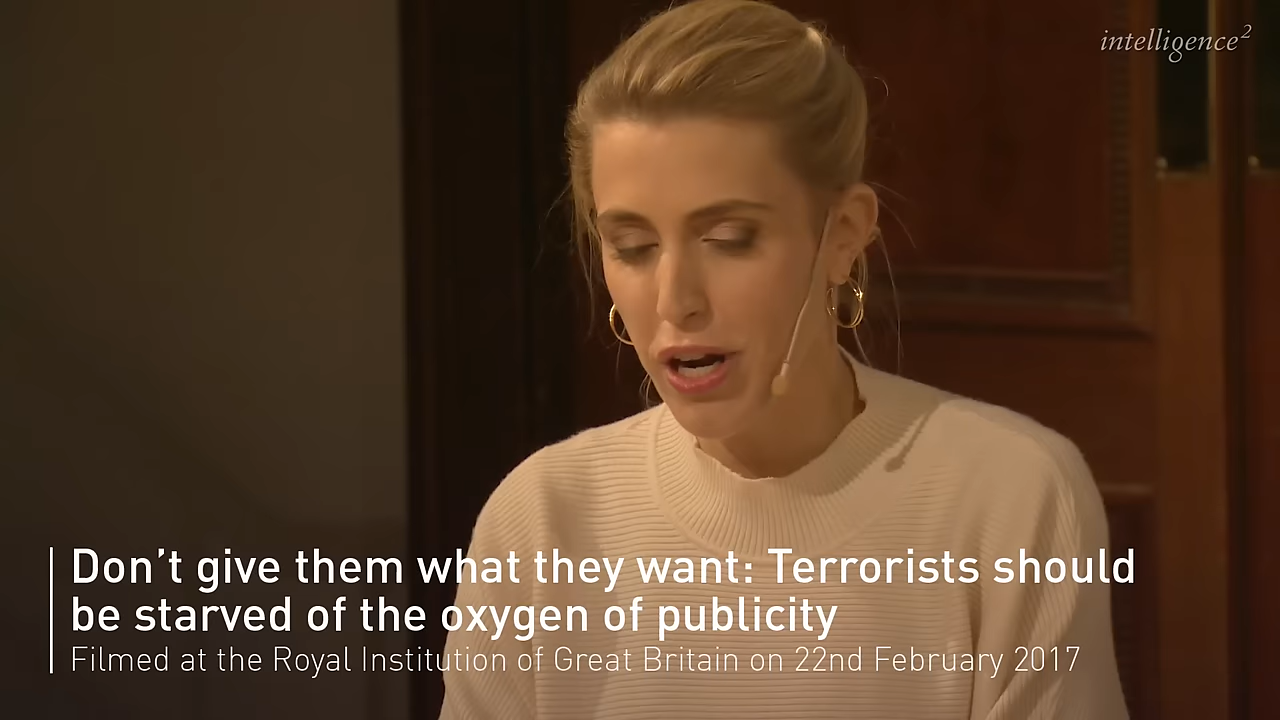 intelligence²
Don’t give them what they want: Terrorists should
be starved of the oxygen of publicity
Filmed at the Royal Institution of Great Britain on 22nd February 2017